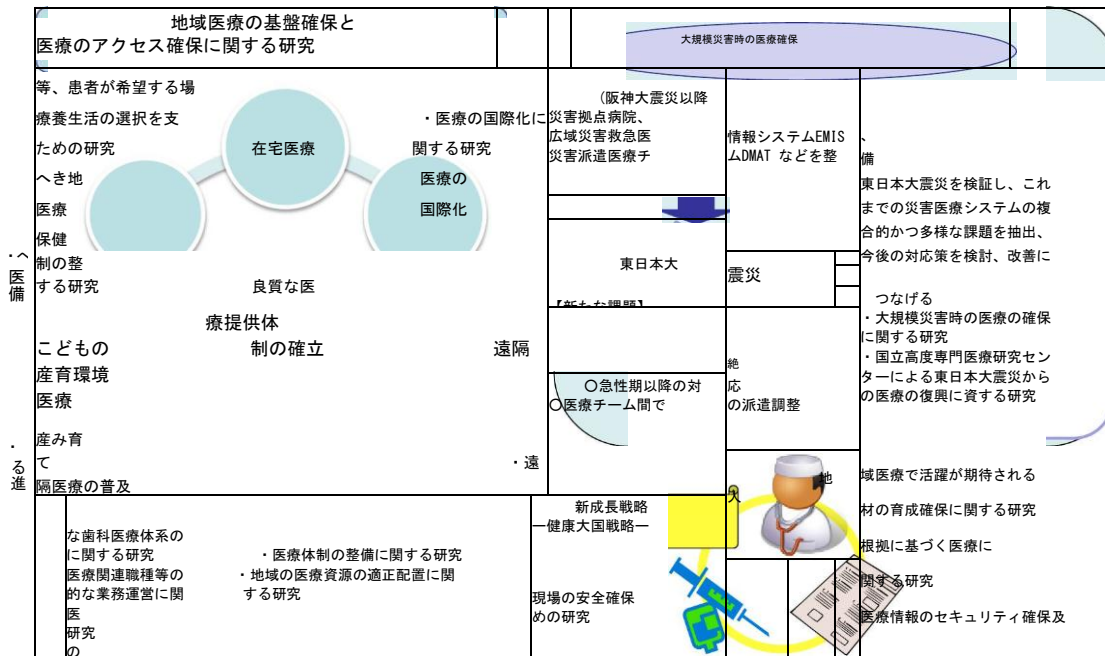 地域医療の基盤確保と
医療のアクセス確保に関する研究
大規模災害時の医療確保
等、患者が希望する場
療養生活の選択を支
ための研究
在宅医療
・医療の国際化に
関する研究
へき地
医療
保健
医療の
国際化
・へ
医
備
制の整
する研究
良質な医
療提供体
制の確立
こどもの
産育環境
医療
遠隔
産み育
て
・遠
隔医療の普及
・
る
進
(阪神大震災以降
災害拠点病院、
広域災害救急医
災害派遣医療チ
情報システムEMIS
ムDMAT などを整
、
備
東日本大震災を検証し、これ
までの災害医療システムの複
合的かつ多様な課題を抽出、
今後の対応策を検討、改善に
つなげる
・大規模災害時の医療の確保
に関する研究
・国立高度専門医療研究セン
ターによる東日本大震災から
の医療の復興に資する研究
東日本大
震災
【新たな課題】
〇急性期以降の対
〇医療チーム間で
絶
応
の派遣調整
地
域医療で活躍が期待される
人
材の育成確保に関する研究
根拠に基づく医療に
関する研究
医療情報のセキュリティ確保及
新成長戦略
―健康大国戦略―
現場の安全確保
めの研究
な歯科医療体系の
に関する研究
医療関連職種等の
的な業務運営に関
医
研究
の
・医療体制の整備に関する研究
・地域の医療資源の適正配置に関
する研究